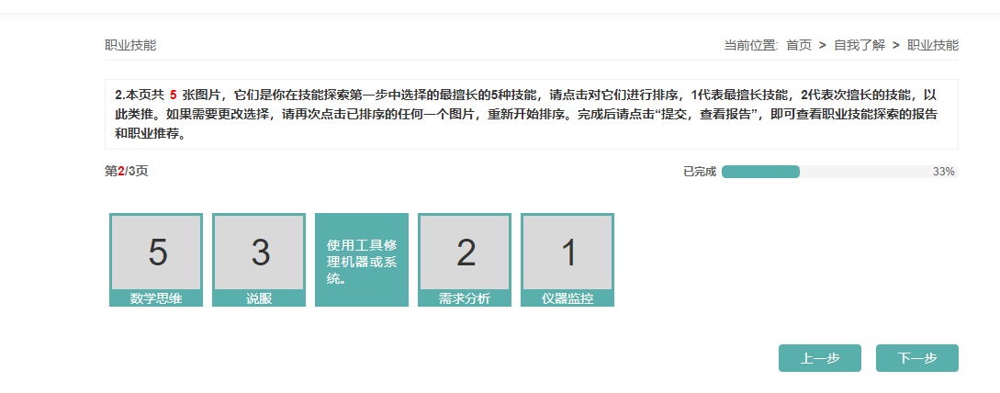 职业技能
当前位置: 首页 > 自我了解 > 职业技能
2.本页共 5 张图片，它们是你在技能探索第一步中选择的最擅长的5种技能，请点击对它们进行排序，1代表最擅长技能，2代表次擅长的技能，以
此类推。如果需要更改选择，请再次点击已排序的任何一个图片，重新开始排序。完成后请点击“提交，查看报告”，即可查看职业技能探索的报告
和职业推荐。
第2/3页
已完成 33%
5
数学思维
3
说服
使用工具修
理机器或系
统。
2
需求分析
1
仪器监控
上一步
下一步